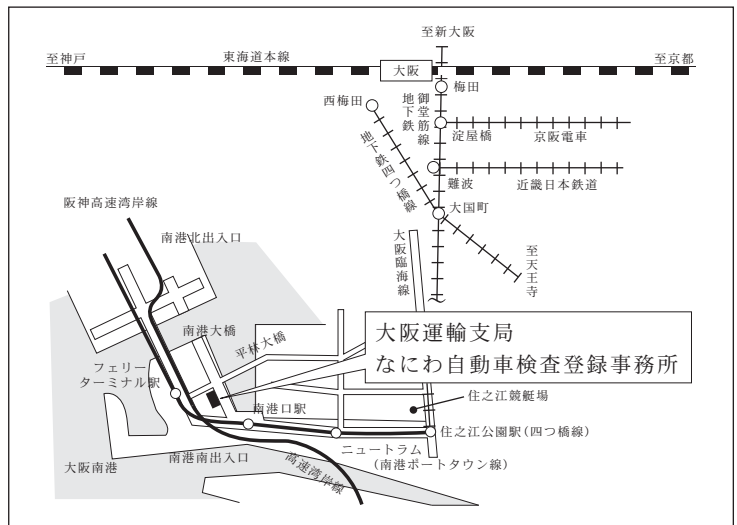 至新大阪
至神戸
東海道本線
大阪
至京都
梅田
西梅田
地下鉄
御堂筋線
淀屋橋
京阪電車
地下鉄四つ橋線
難波
近畿日本鉄道
大国町
阪神高速湾岸線
南港北出入口
大阪臨海線
至天王寺
大阪運輸支局
なにわ自動車検査登録事務所
南港大橋
平林大橋
フェリー
ターミナル駅
住之江競艇場
南港口駅
住之江公園駅(四つ橋線)
ニュートラム
(南港ポートタウン線)
大阪南港
南港南出入口
高速湾岸線